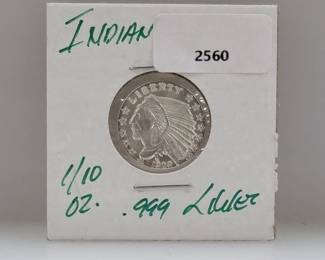 INDIAN
2560
LIBERTY
1/10
OZ. .999 Silver